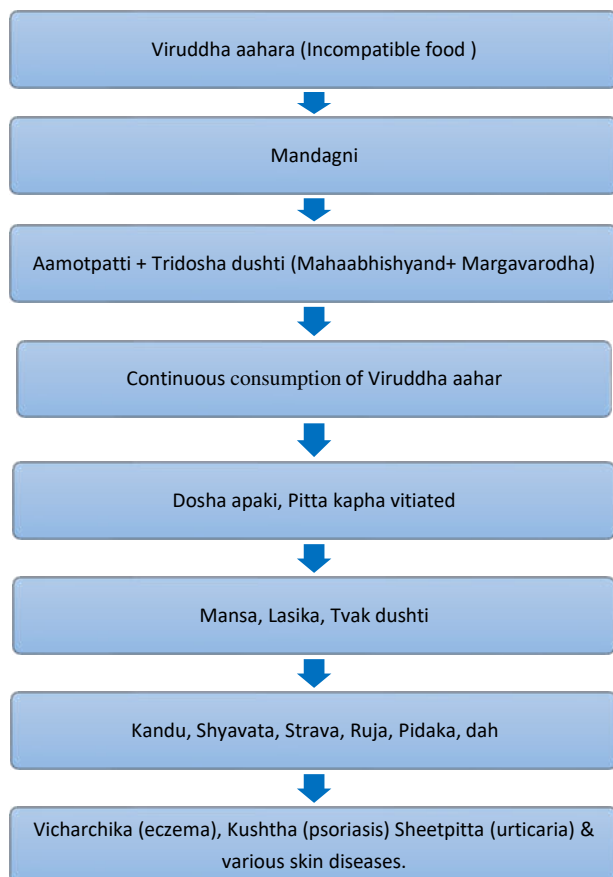 Viruddha aahara (Incompatible food )
Mandagni
Aamotpatti + Tridosha dushti (Mahaabhishyand+ Margavarodha)
Continuous consumption of Viruddha aahar
Dosha apaki, Pitta kapha vitiated
Mansa, Lasika, Tvak dushti
Kandu, Shyavata, Strava, Ruja, Pidaka, dah
Vicharchika (eczema), Kushtha (psoriasis) Sheetpitta (urticaria) &
various skin diseases.